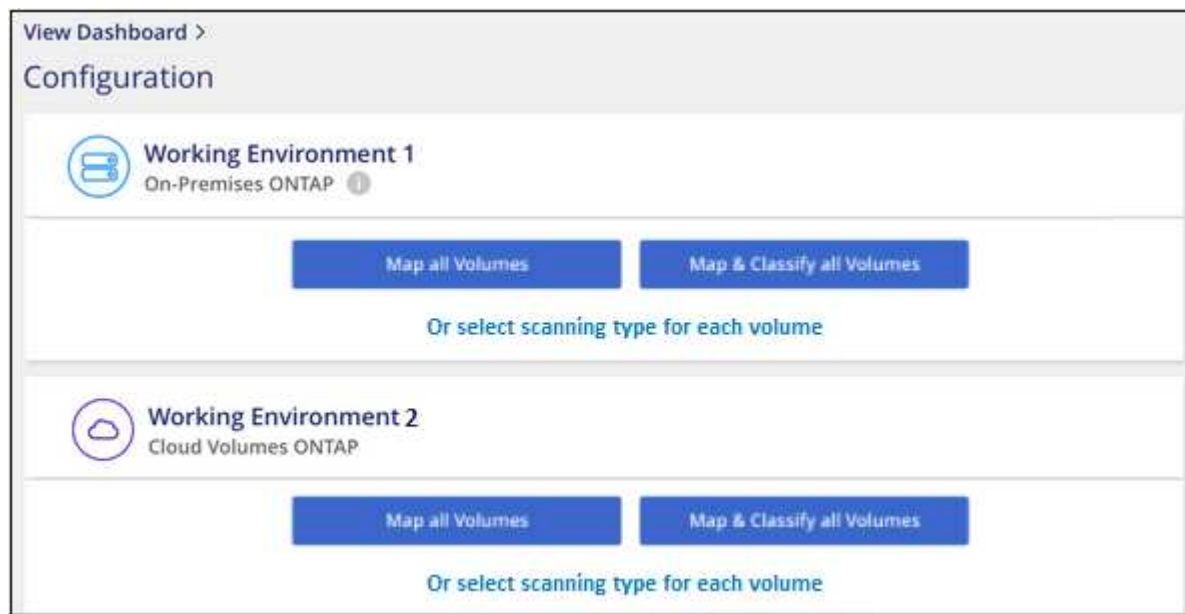 View Dashboard >
Configuration
Working Environment 1
On-Premises ONTAP i
Map all Volumes
Map & Classify all Volumes
Or select scanning type for each volume
Working Environment 2
Cloud Volumes ONTAP
Map all Volumes
Map & Classify all Volumes
Or select scanning type for each volume